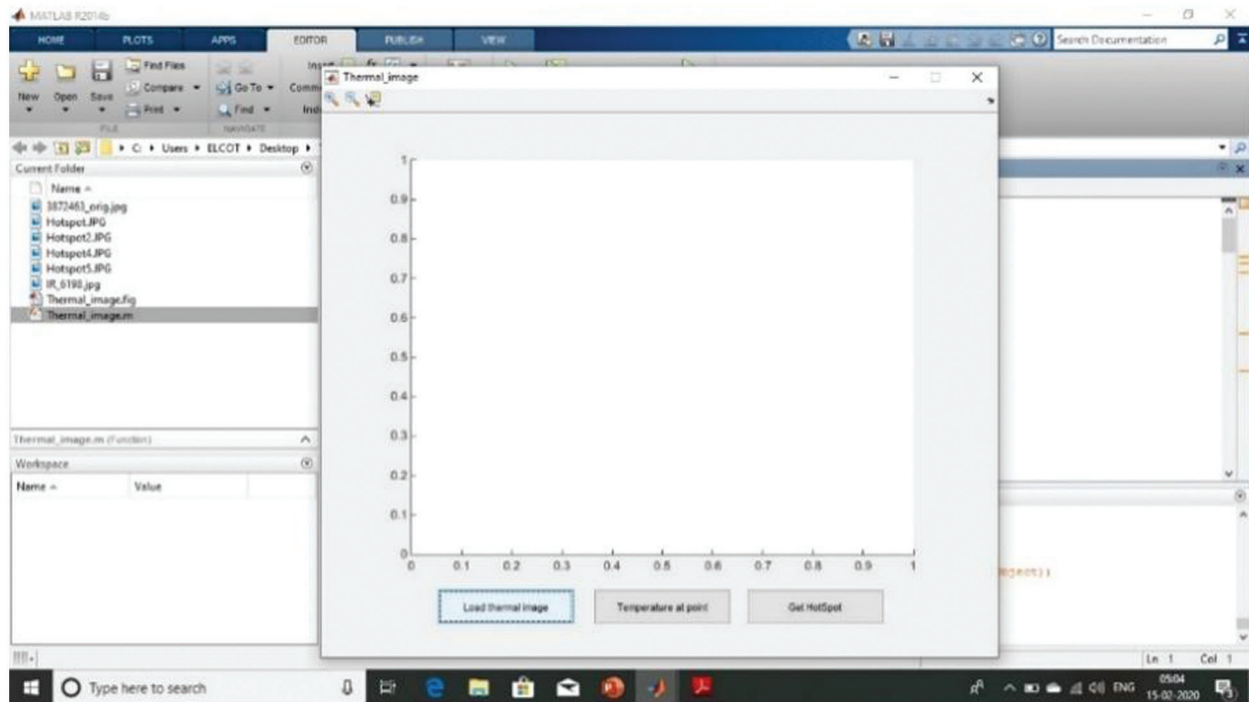 MATLAB R2014b
HOME PLOTS APPS EDITOR PUBLISH VIEW
Search Documentation
New Open Save
Find Files
Compare
Print
Go To
Find
FILE
NAVIGATE
C: Users ELCOT Desktop
Current Folder
Name
3872463_orig.jpg
Hotspot.JPG
Hotspot2.JPG
Hotspot4.JPG
Hotspot5.JPG
IR_6198.jpg
Thermal_image.fig
Thermal_image.m
Thermal_image.m (Function)
Workspace
Name Value
Thermal_image
1
0.9
0.8
0.7
0.6
0.5
0.4
0.3
0.2
0.1
0
0 0.1 0.2 0.3 0.4 0.5 0.6 0.7 0.8 0.9 1
Load thermal image Temperature at point Get HotSpot
Ln 1 Col 1
Type here to search
ENG
05:04
15-02-2020